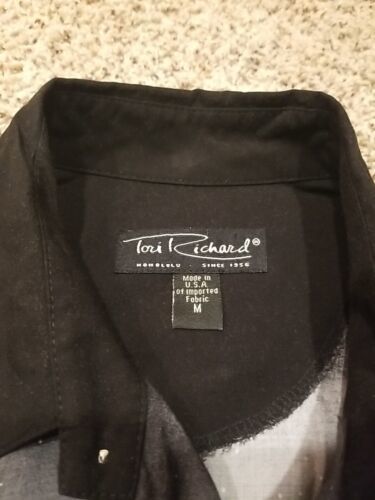 Tori Richard®
HONOLULU · SINCE 1956
Made in
U.S.A
of Imported
Fabric
M